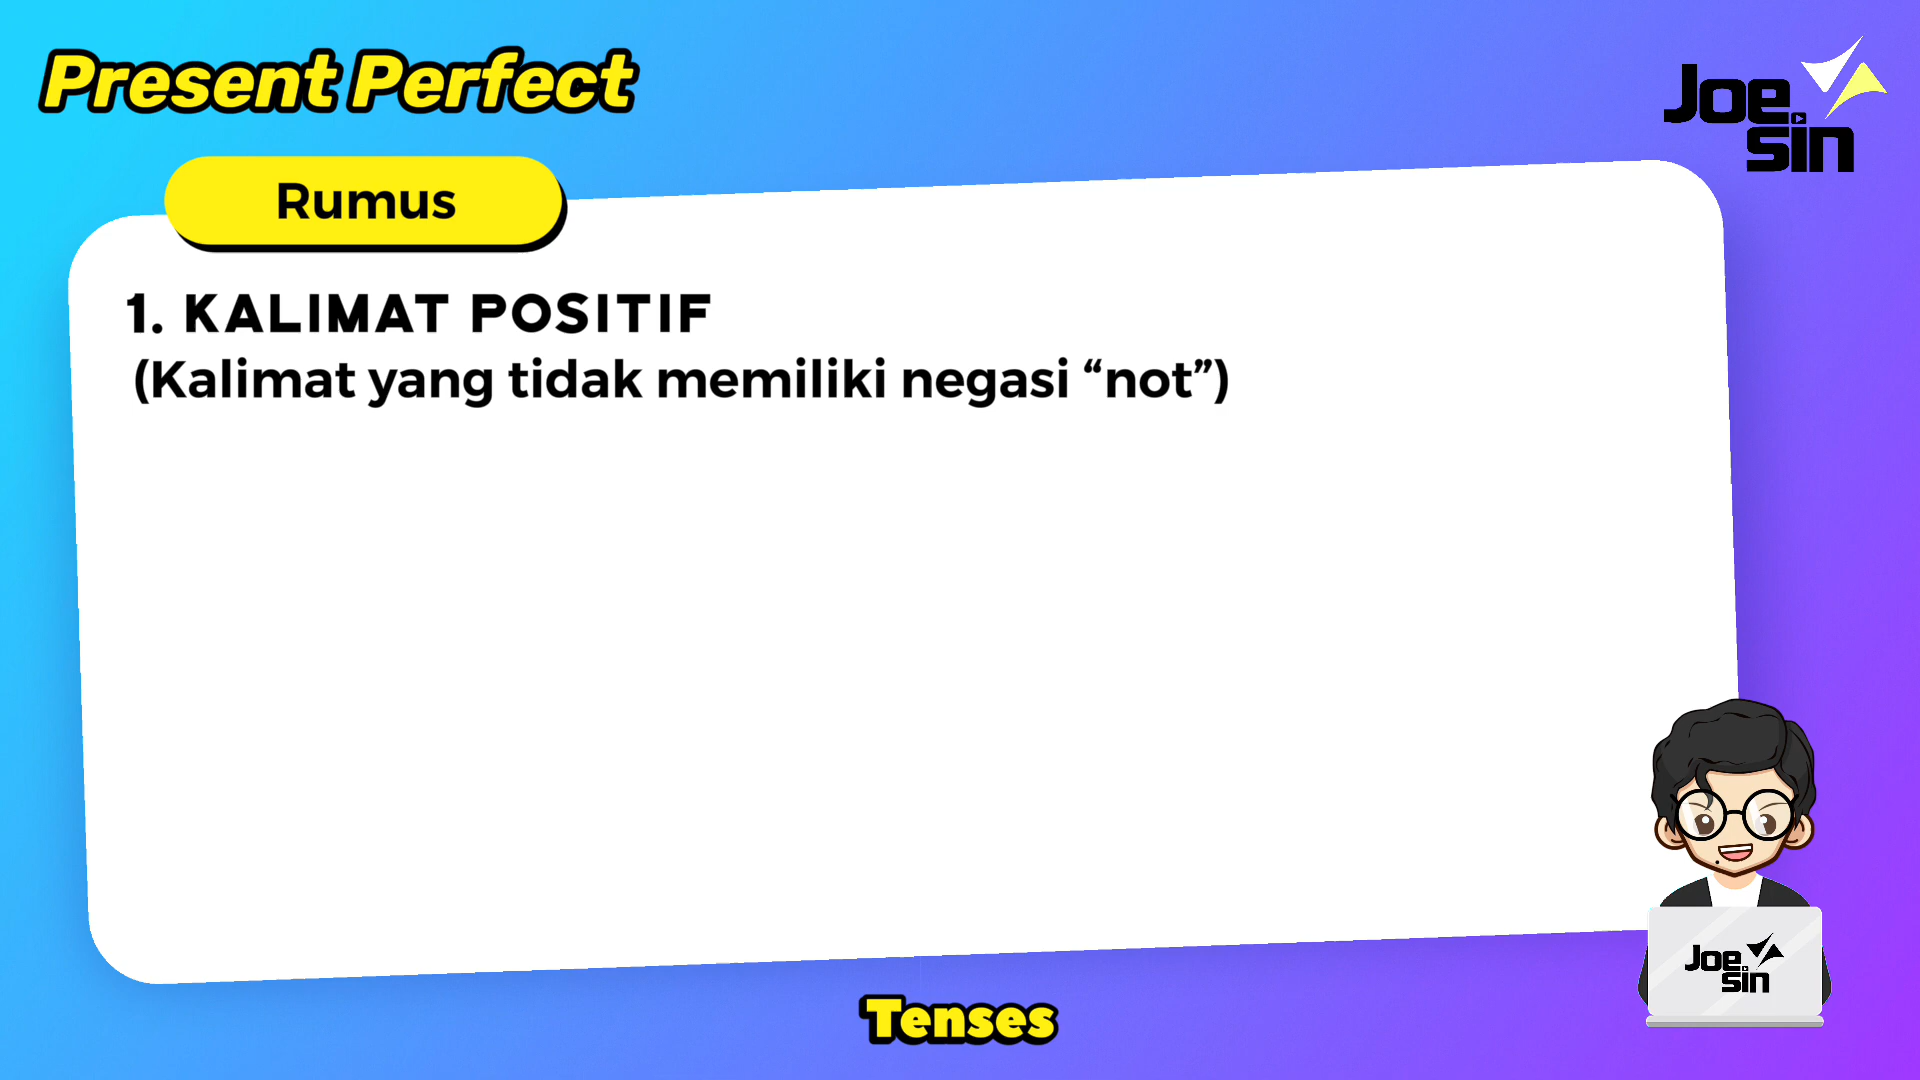 Present Perfect
Joe
sin
Rumus
1. KALIMAT POSITIF
(Kalimat yang tidak memiliki negasi “not”)
Joe
sin
Tenses